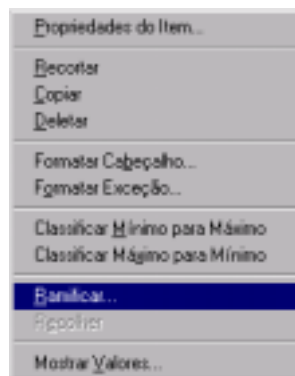 Propriedades do Item...
Recortar
Copiar
Deletar
Formatar Cabeçalho...
Formatar Exceção...
Classificar Mínimo para Máximo
Classificar Máximo para Mínimo
Ramificar...
Mostrar Valores...